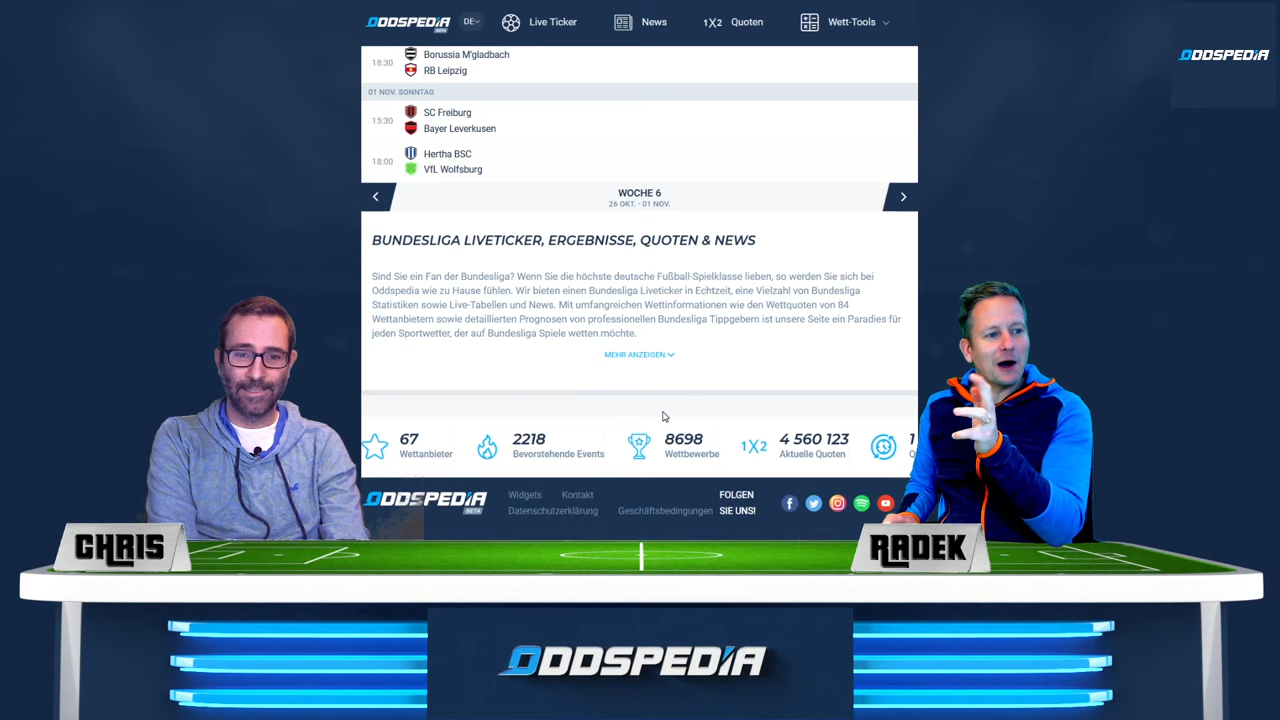 ODDSPEDIA
BETA
DE
Live Ticker
News
1X2 Quoten
Wett-Tools
ODDSPEDIA
18:30
Borussia M'gladbach
RB Leipzig
01 NOV. SONNTAG
15:30
SC Freiburg
Bayer Leverkusen
18:00
Hertha BSC
VfL Wolfsburg
WOCHE 6
26 OKT. - 01 NOV.
BUNDESLIGA LIVETICKER, ERGEBNISSE, QUOTEN & NEWS
Sind Sie ein Fan der Bundesliga? Wenn Sie die höchste deutsche Fußball-Spielklasse lieben, so werden Sie sich bei
Oddspedia wie zu Hause fühlen. Wir bieten einen Bundesliga Liveticker in Echtzeit, eine Vielzahl von Bundesliga
Statistiken sowie Live-Tabellen und News. Mit umfangreichen Wettinformationen wie den Wettquoten von 84
Wettanbietern sowie detaillierten Prognosen von professionellen Bundesliga Tippgebern ist unsere Seite ein Paradies für
jeden Sportwetter, der auf Bundesliga Spiele wetten möchte.
MEHR ANZEIGEN
67
Wettanbieter
2218
Bevorstehende Events
8698
Wettbewerbe
1X2
4 560 123
Aktuelle Quoten
ODDSPEDIA
BETA
Widgets Kontakt
Datenschutzerklärung Geschäftsbedingungen
FOLGEN
SIE UNS!
CHRIS
RADEK
ODDSPEDIA